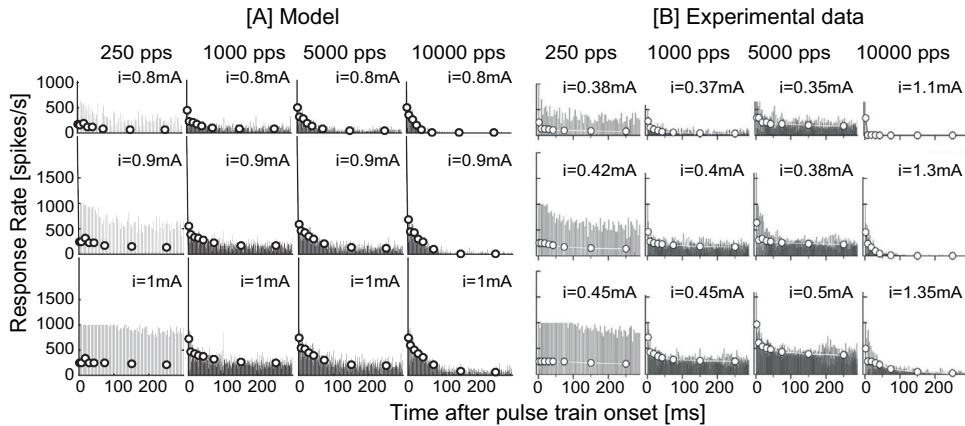 [A] Model
[B] Experimental data
250 pps 1000 pps 5000 pps 10000 pps
250 pps 1000 pps 5000 pps 10000 pps
1000
500
0
i=0.8mA i=0.8mA i=0.8mA i=0.8mA
i=0.38mA i=0.37mA i=0.35mA i=1.1mA
1500
1000
500
0
i=0.9mA i=0.9mA i=0.9mA i=0.9mA
i=0.42mA i=0.4mA i=0.38mA i=1.3mA
1500
1000
500
0
i=1mA i=1mA i=1mA i=1mA
i=0.45mA i=0.45mA i=0.5mA i=1.35mA
0 100 200 0 100 200 0 100 200 0 100 200
0 100 200 0 100 200 0 100 200 0 100 200
Response Rate [spikes/s]
Time after pulse train onset [ms]